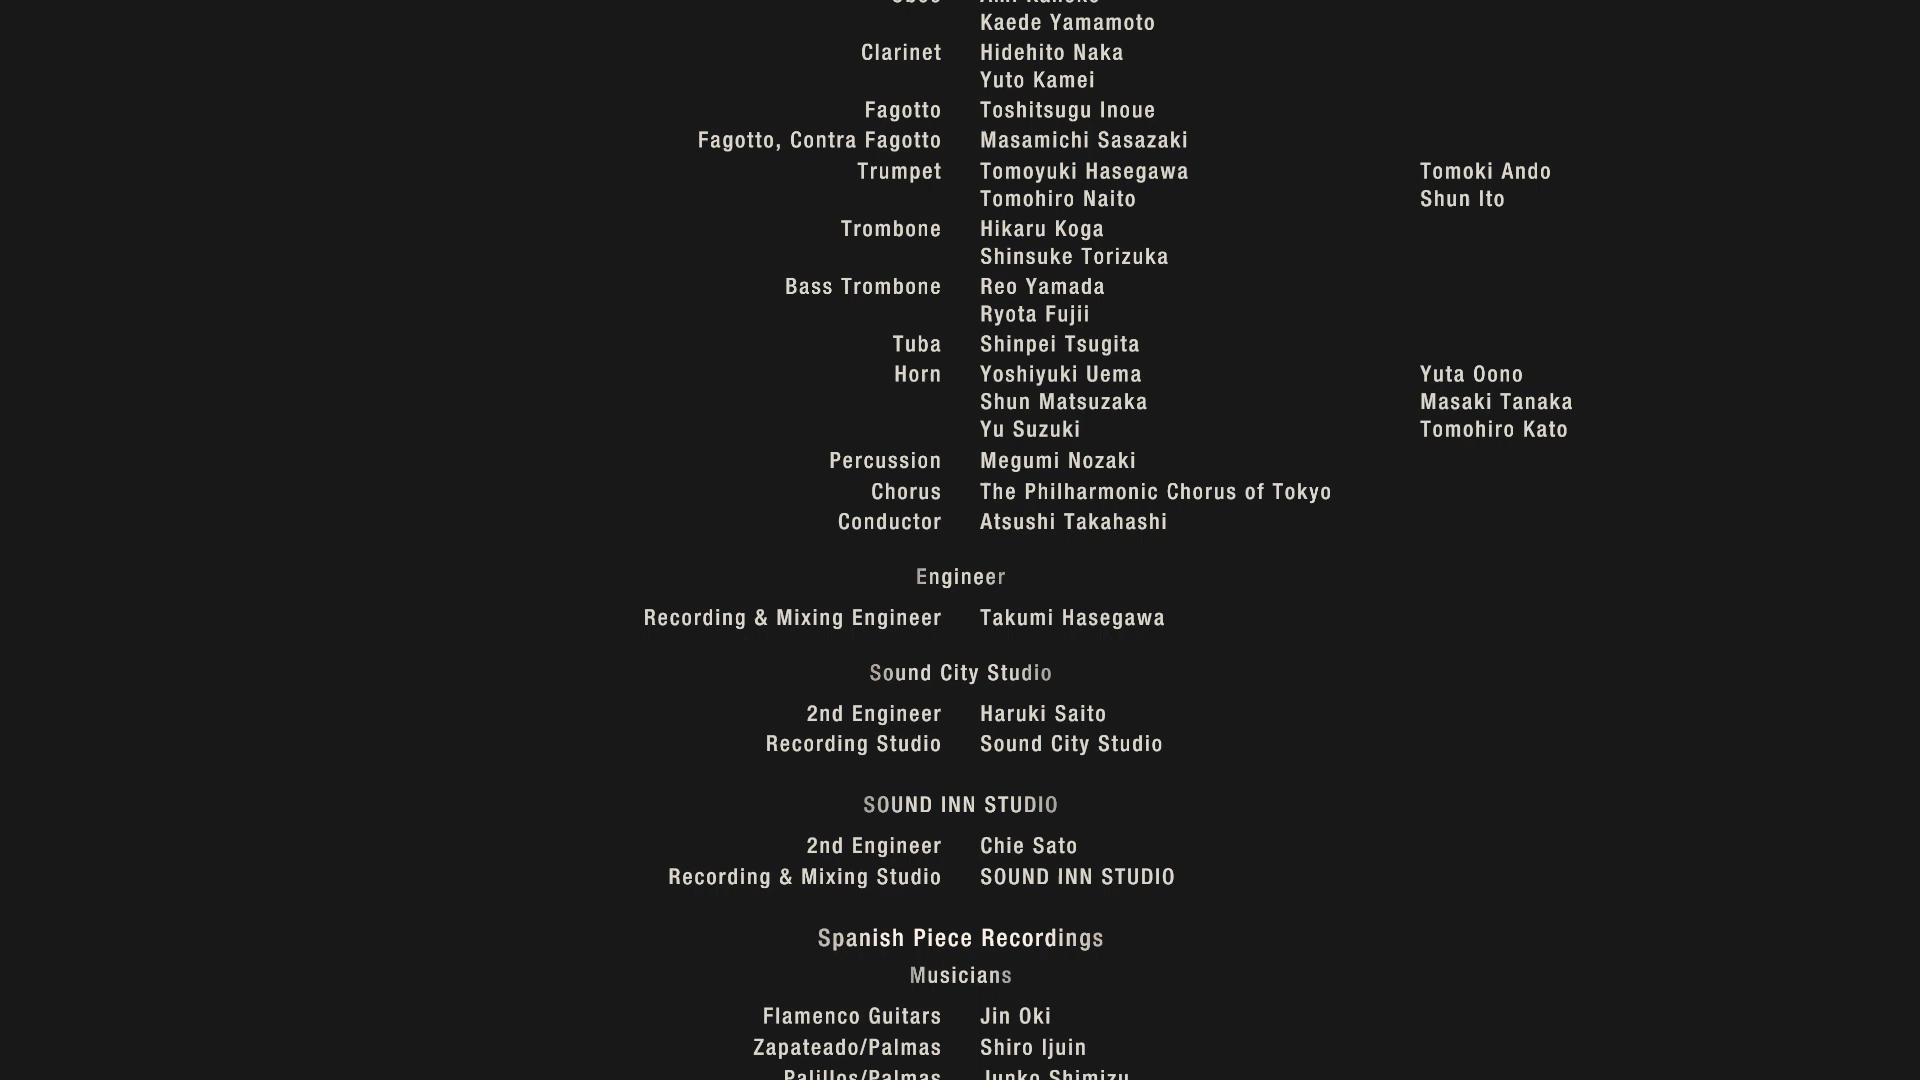 Kaede Yamamoto
Clarinet Hidehito Naka
Yuto Kamei
Fagotto Toshitsugu Inoue
Fagotto, Contra Fagotto Masamichi Sasazaki
Trumpet Tomoyuki Hasegawa Tomoki Ando
Tomohiro Naito Shun Ito
Trombone Hikaru Koga
Shinsuke Torizuka
Bass Trombone Reo Yamada
Ryota Fujii
Tuba Shinpei Tsugita
Horn Yoshiyuki Uema Yuta Oono
Shun Matsuzaka Masaki Tanaka
Yu Suzuki Tomohiro Kato
Percussion Megumi Nozaki
Chorus The Philharmonic Chorus of Tokyo
Conductor Atsushi Takahashi
Engineer
Recording & Mixing Engineer Takumi Hasegawa
Sound City Studio
2nd Engineer Haruki Saito
Recording Studio Sound City Studio
SOUND INN STUDIO
2nd Engineer Chie Sato
Recording & Mixing Studio SOUND INN STUDIO
Spanish Piece Recordings
Musicians
Flamenco Guitars Jin Oki
Zapateado/Palmas Shiro Ijuin
Palillos/Palmas Junko Shimizu